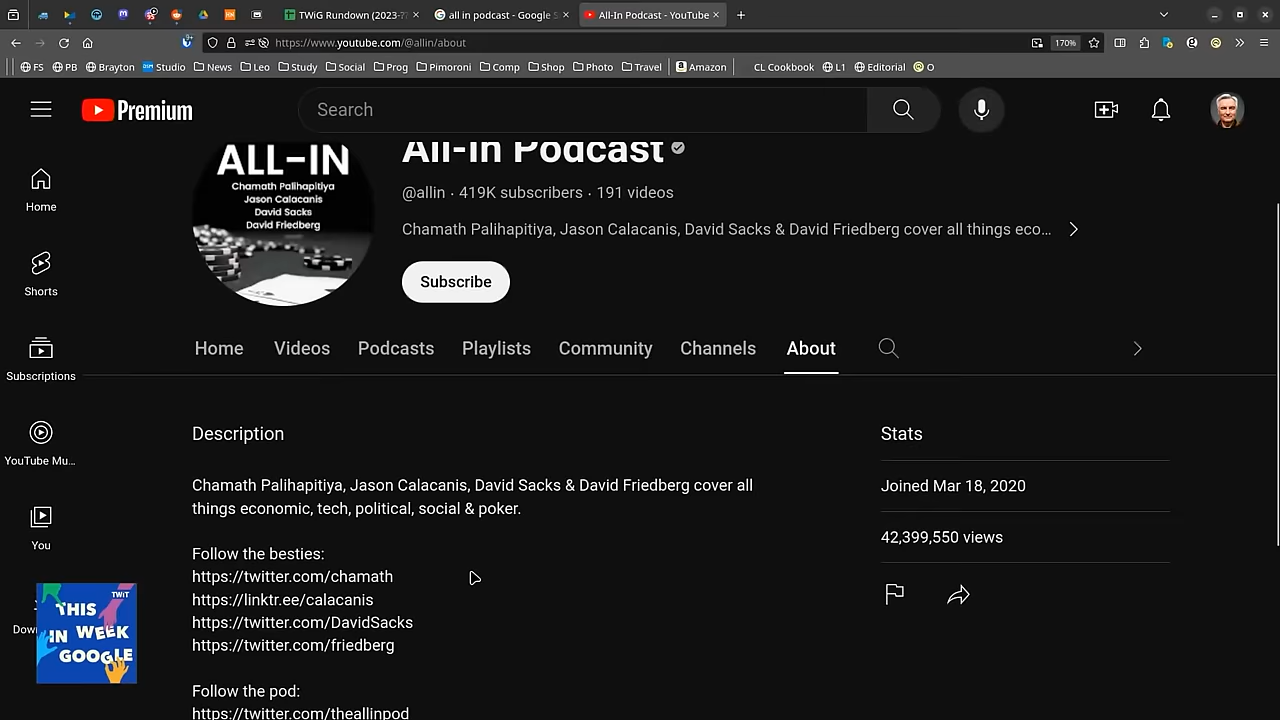 TWiG Rundown (2023-??
all in podcast - Google S
All-In Podcast - YouTube
https://www.youtube.com/@allin/about
170%
FS
PB
Brayton
Studio
News
Leo
Study
Social
Prog
Pimoroni
Comp
Shop
Photo
Travel
Amazon
CL Cookbook
L1
Editorial
O
Premium
Search
Home
Shorts
Subscriptions
YouTube Mu...
You
Down
ALL-IN
Chamath Palihapitiya
Jason Calacanis
David Sacks
David Friedberg
All-In Podcast
@allin · 419K subscribers · 191 videos
Chamath Palihapitiya, Jason Calacanis, David Sacks & David Friedberg cover all things eco...
Subscribe
Home
Videos
Podcasts
Playlists
Community
Channels
About
Description
Chamath Palihapitiya, Jason Calacanis, David Sacks & David Friedberg cover all
things economic, tech, political, social & poker.
Follow the besties:
https://twitter.com/chamath
https://linktr.ee/calacanis
https://twitter.com/DavidSacks
https://twitter.com/friedberg
Follow the pod:
https://twitter.com/theallinpod
Stats
Joined Mar 18, 2020
42,399,550 views
TWiT
THIS
IN WEEK
GOOGLE